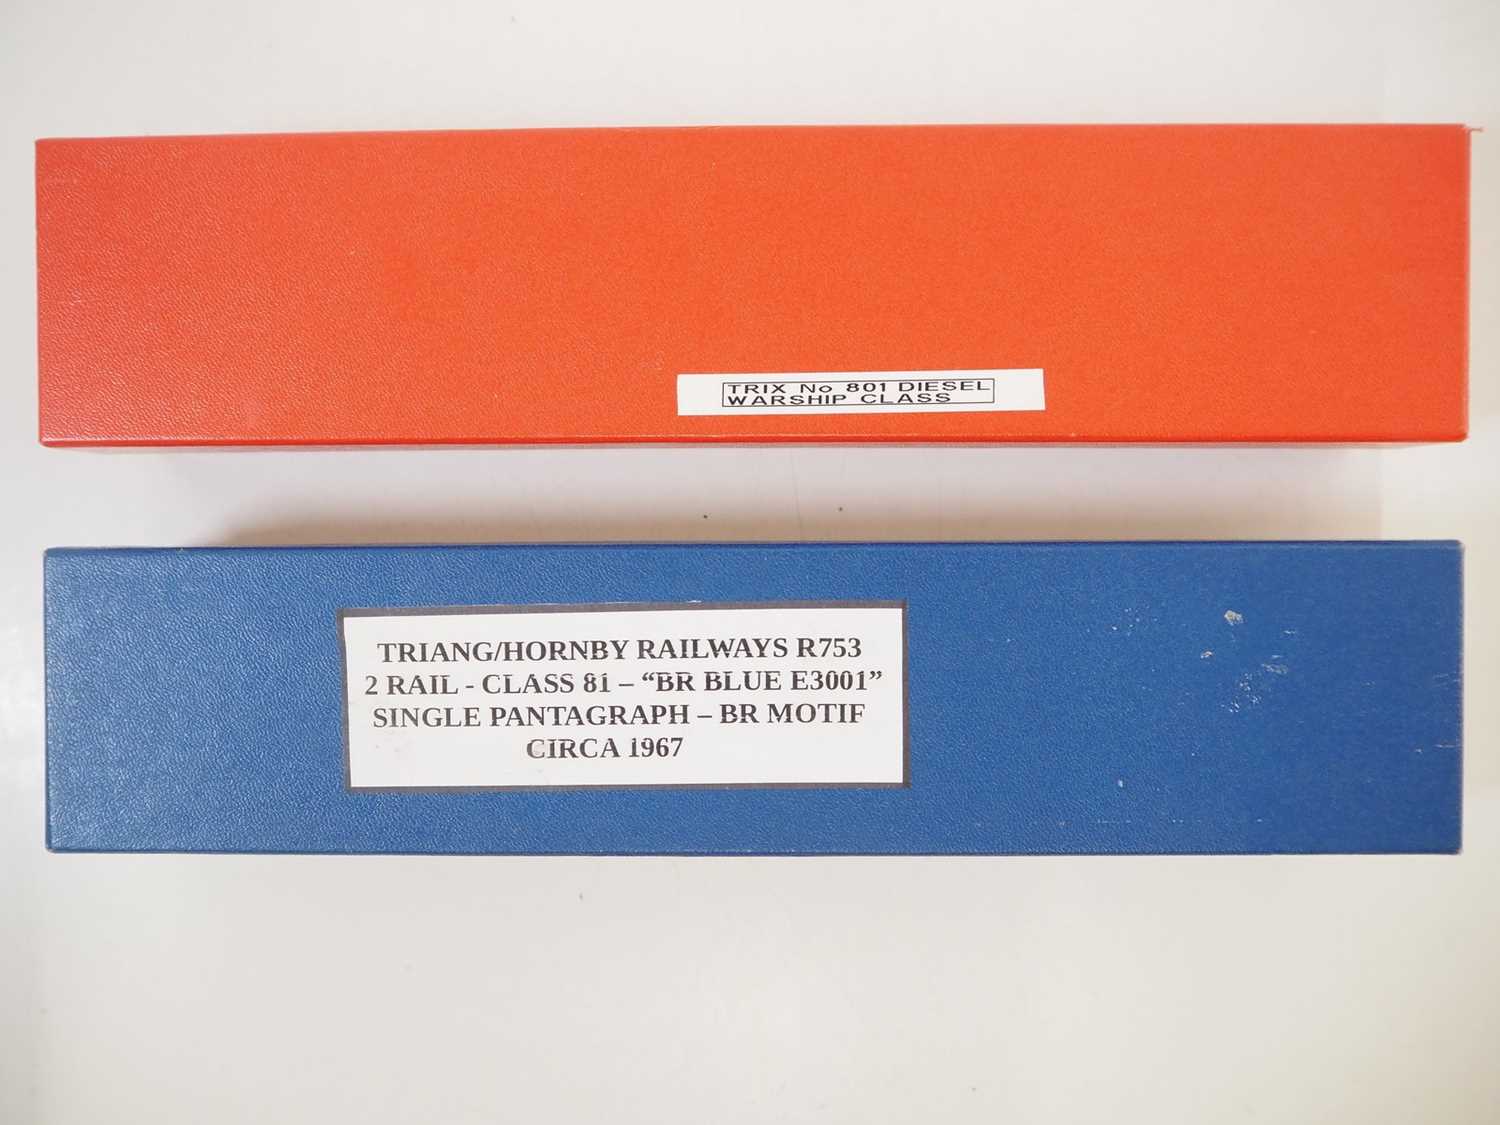 TRIX No 801 DIESEL
WARSHIP CLASS
TRIANG/HORNBY RAILWAYS R753
2 RAIL - CLASS 81 – “BR BLUE E3001”
SINGLE PANTAGRAPH – BR MOTIF
CIRCA 1967